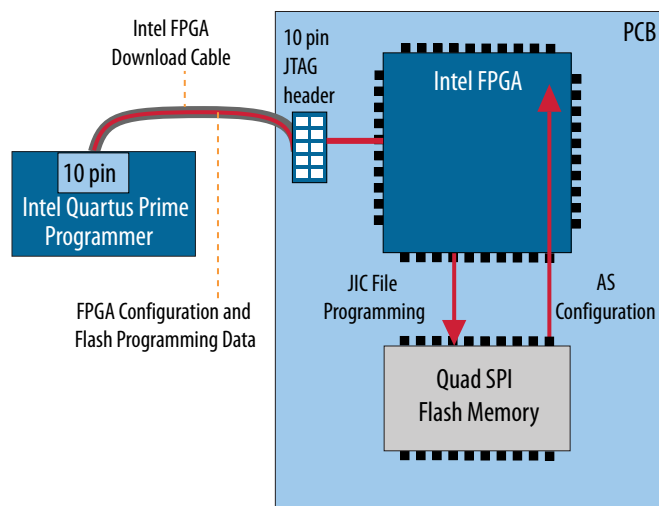 Intel FPGA
Download Cable
10 pin
JTAG
header
PCB
Intel FPGA
10 pin
Intel Quartus Prime
Programmer
FPGA Configuration and
Flash Programming Data
JIC File
Programming
AS
Configuration
Quad SPI
Flash Memory